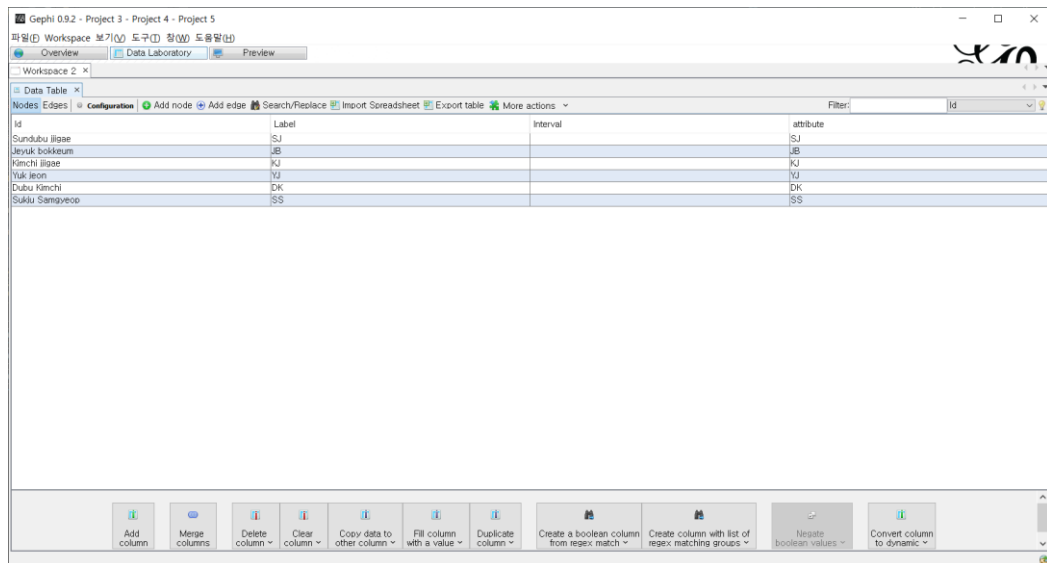 Gephi 0.9.2 - Project 3 - Project 4 - Project 5
파일(F) Workspace 보기(V) 도구(T) 창(W) 도움말(H)
Overview Data Laboratory Preview
Workspace 2 ×
Data Table ×
Nodes Edges Configuration Add node Add edge Search/Replace Import Spreadsheet Export table More actions Filter: Id
Id Label Interval attribute
Sundubu jjigae SJ SJ
Jeyuk bokkeum JB JB
Kimchi jjigae KJ KJ
Yuk jeon YJ YJ
Dubu Kimchi DK DK
Sukju Samgyeop SS SS
Add column
Merge columns
Delete column
Clear column
Copy data to other column
Fill column with a value
Duplicate column
Create a boolean column from regex match
Create column with list of regex matching groups
Negate boolean values
Convert column to dynamic